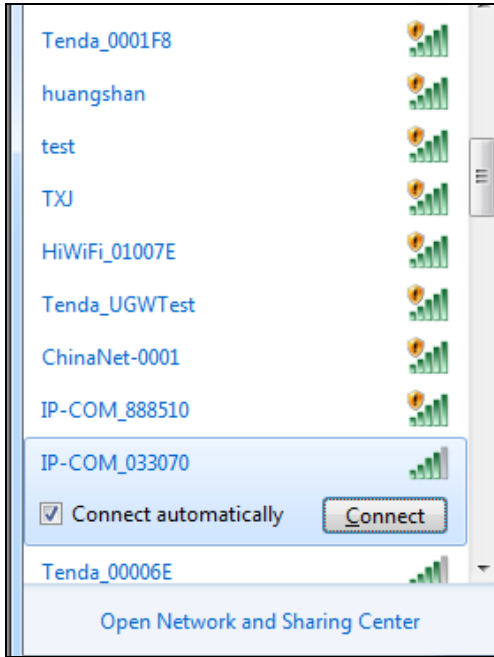 Tenda_0001F8
huangshan
test
TXJ
HiWiFi_01007E
Tenda_UGWTest
ChinaNet-0001
IP-COM_888510
IP-COM_033070
Connect automatically Connect
Tenda_00006E
Open Network and Sharing Center